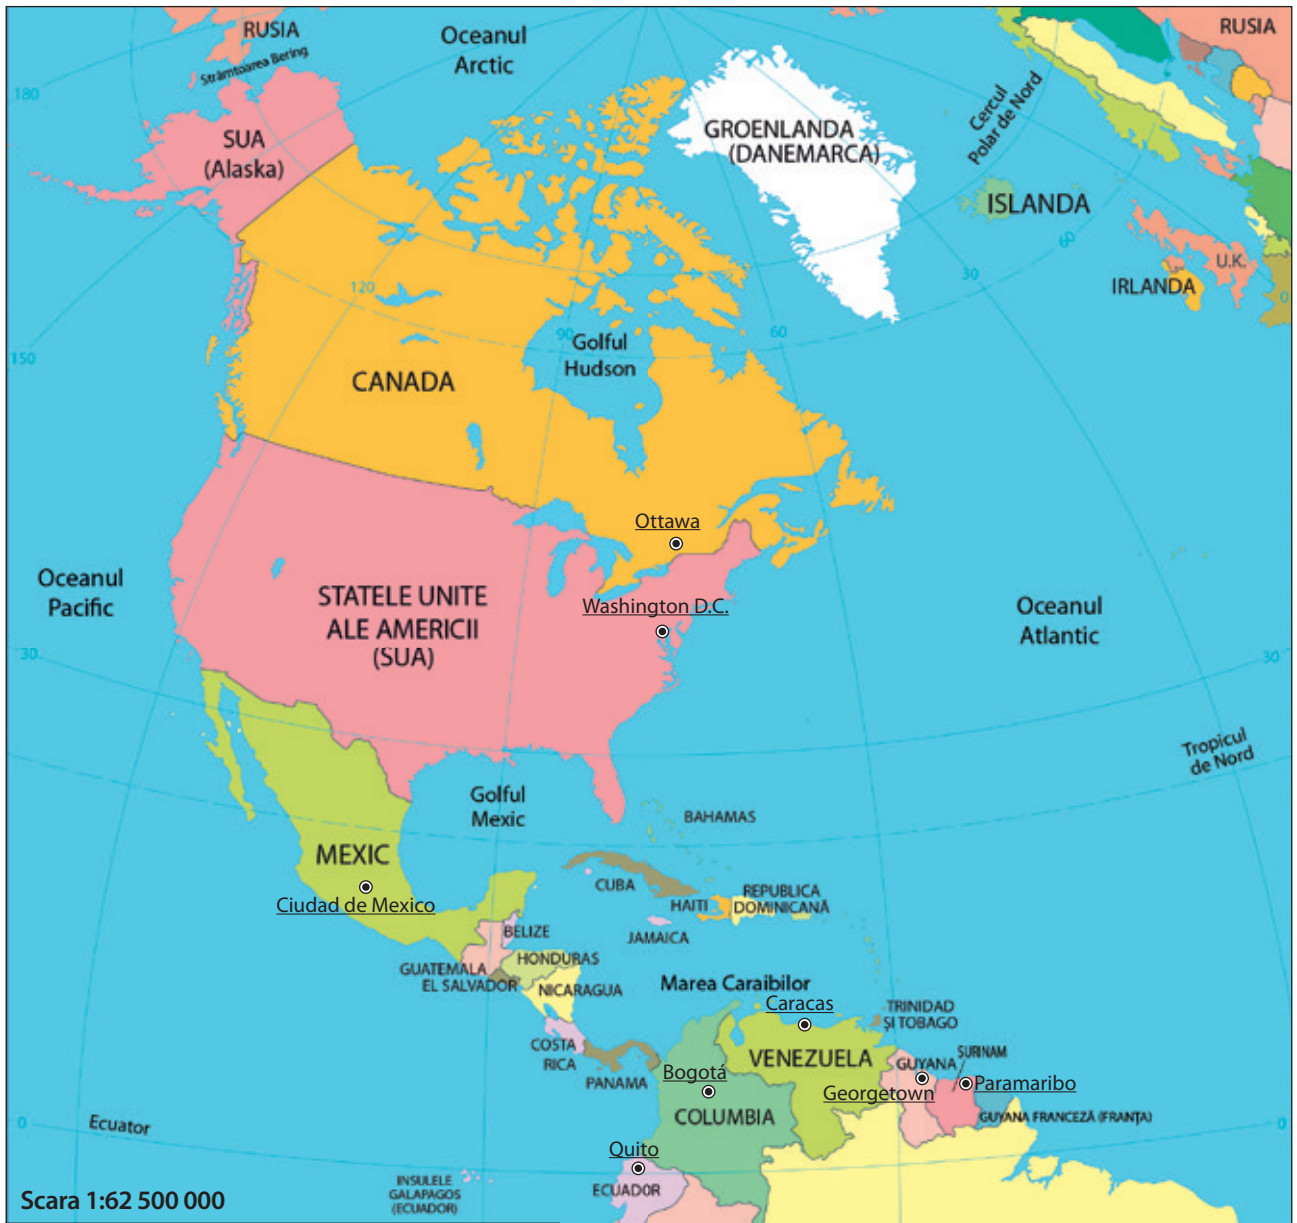 RUSIA
Strâmtoarea Bering
Oceanul
Arctic
RUSIA
180
SUA
(Alaska)
GROENLANDA
(DANEMARCA)
Cercul
Polar de Nord
ISLANDA
60
U.K.
IRLANDA
0
30
120
90
60
150
Golful
Hudson
CANADA
Ottawa
Oceanul
Pacific
STATELE UNITE
ALE AMERICII
(SUA)
Washington D.C.
Oceanul
Atlantic
30
30
Tropicul
de Nord
Golful
Mexic
BAHAMAS
MEXIC
Ciudad de Mexico
CUBA
HAITI
REPUBLICA
DOMINICANĂ
JAMAICA
BELIZE
GUATEMALA
HONDURAS
EL SALVADOR
NICARAGUA
Marea Caraibilor
Caracas
TRINIDAD
ȘI TOBAGO
COSTA
RICA
PANAMA
VENEZUELA
GUYANA
SURINAM
Bogotá
Georgetown
Paramaribo
COLUMBIA
GUYANA FRANCEZĂ (FRANȚA)
0
Ecuator
0
Quito
ECUADOR
INSULELE
GALAPAGOS
(ECUADOR)
Scara 1:62 500 000